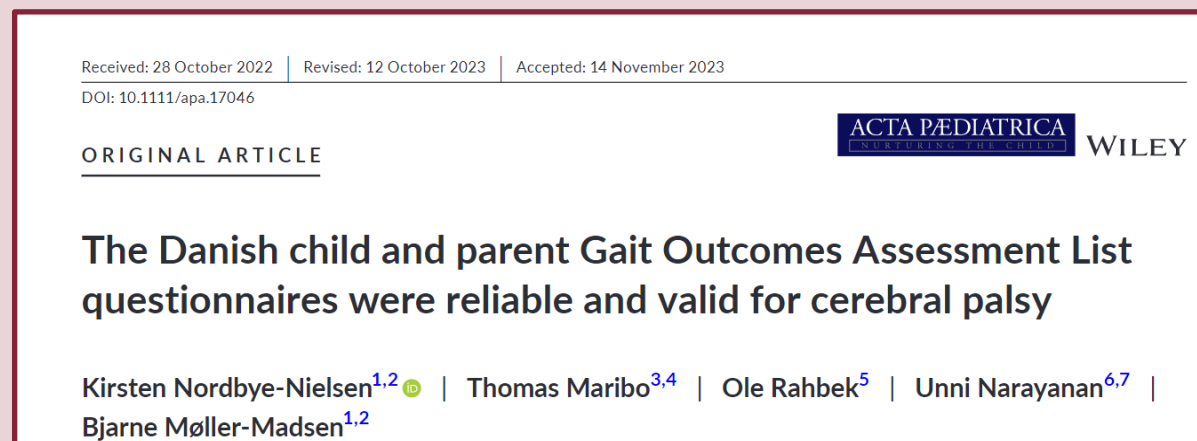 Received: 28 October 2022 | Revised: 12 October 2023 | Accepted: 14 November 2023
DOI: 10.1111/apa.17046
ACTA PÆDIATRICA
NURTURING THE CHILD
WILEY
ORIGINAL ARTICLE
The Danish child and parent Gait Outcomes Assessment List
questionnaires were reliable and valid for cerebral palsy
Kirsten Nordbye-Nielsen1,2 iD | Thomas Maribo3,4 | Ole Rahbek5 | Unni Narayanan6,7 |
Bjarne Møller-Madsen1,2